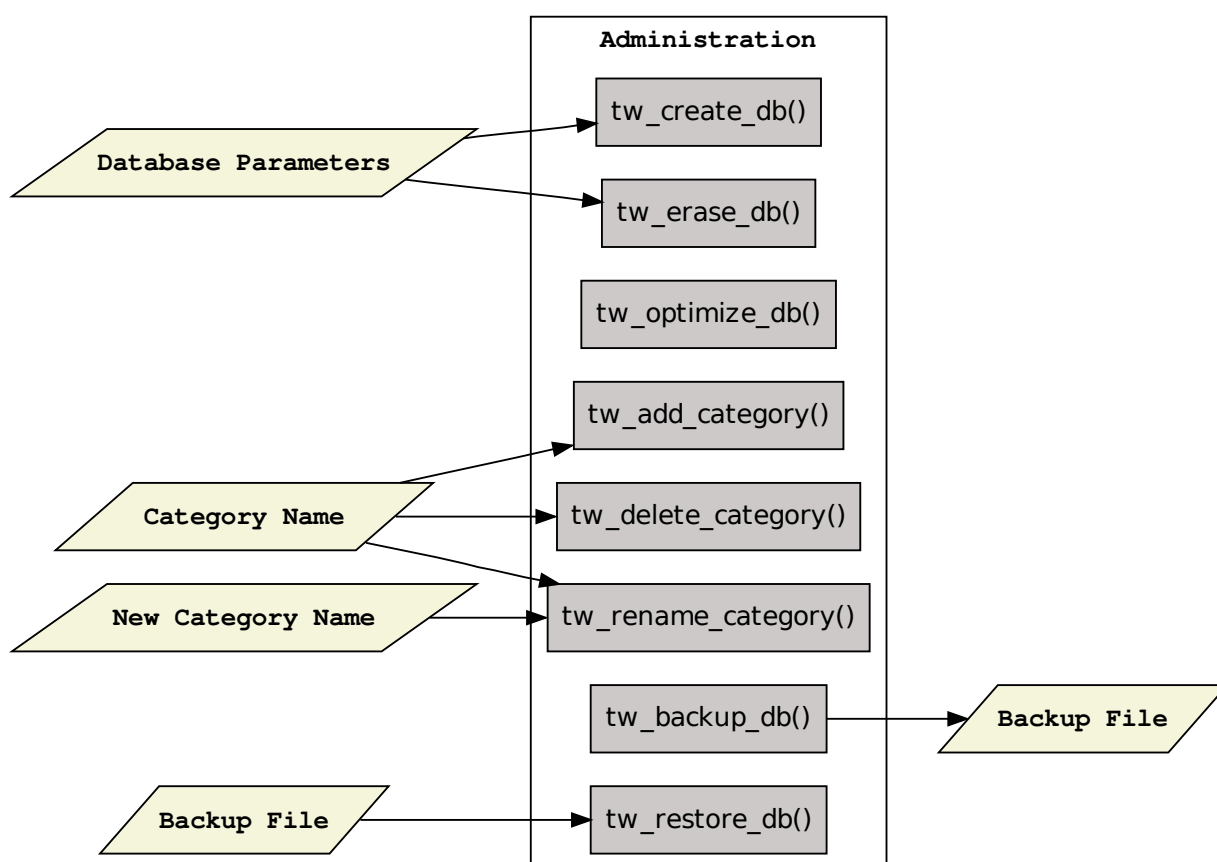 Administration
tw_create_db()
Database Parameters
tw_erase_db()
tw_optimize_db()
tw_add_category()
Category Name
tw_delete_category()
New Category Name
tw_rename_category()
tw_backup_db()
Backup File
Backup File
tw_restore_db()